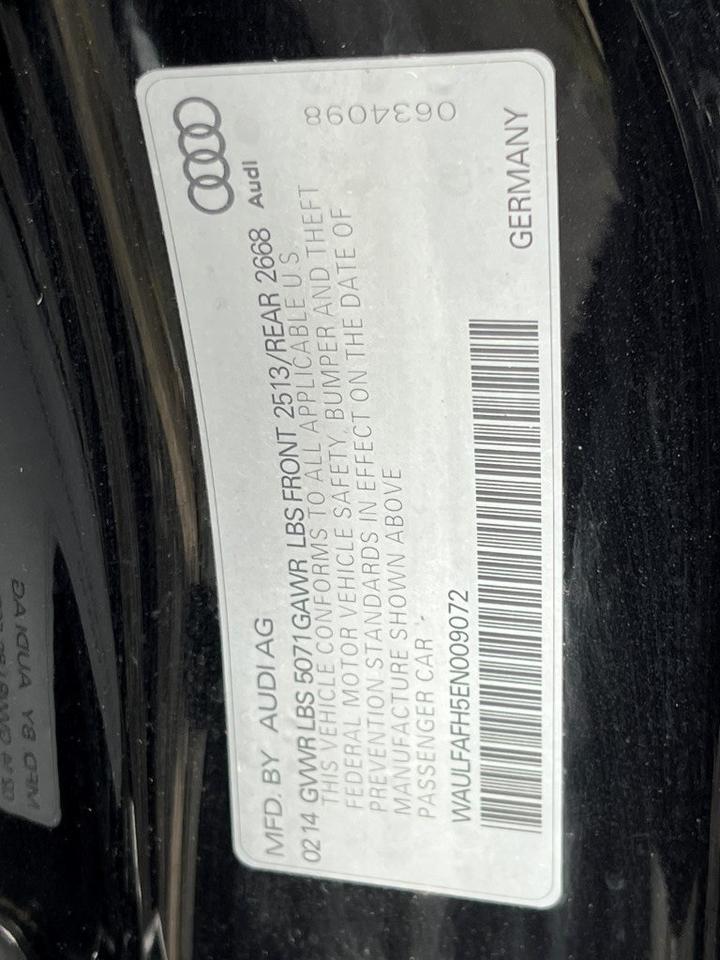 Audi
MFD. BY AUDI AG
0214 GVWR LBS 5071 GAWR LBS FRONT 2513/REAR 2668
THIS VEHICLE CONFORMS TO ALL APPLICABLE U.S.
FEDERAL MOTOR VEHICLE SAFETY, BUMPER AND THEFT
PREVENTION STANDARDS IN EFFECT ON THE DATE OF
MANUFACTURE SHOWN ABOVE
PASSENGER CAR
WAULFAFH5EN009072
GERMANY
0634098